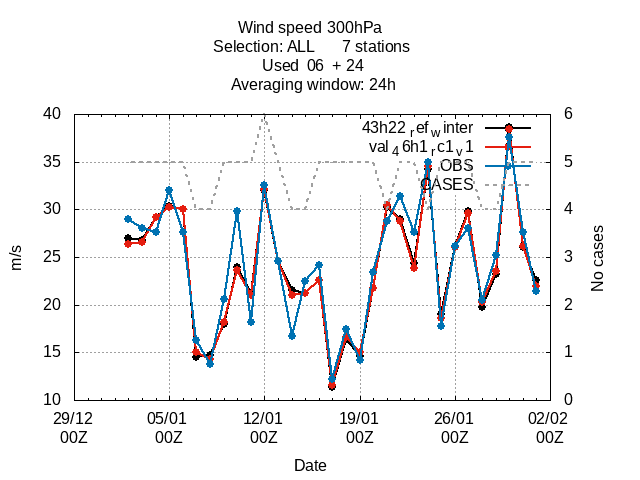 Wind speed 300hPa
Selection: ALL 7 stations
Used 06 + 24
Averaging window: 24h
40 6
43h22_ref_winter
val_46h1_rc1_v1
35 OBS 5
CASES
30 4
25 3
m/s No cases
20 2
15 1
10 0
29/12 05/01 12/01 19/01 26/01 02/02
00Z 00Z 00Z 00Z 00Z 00Z
Date